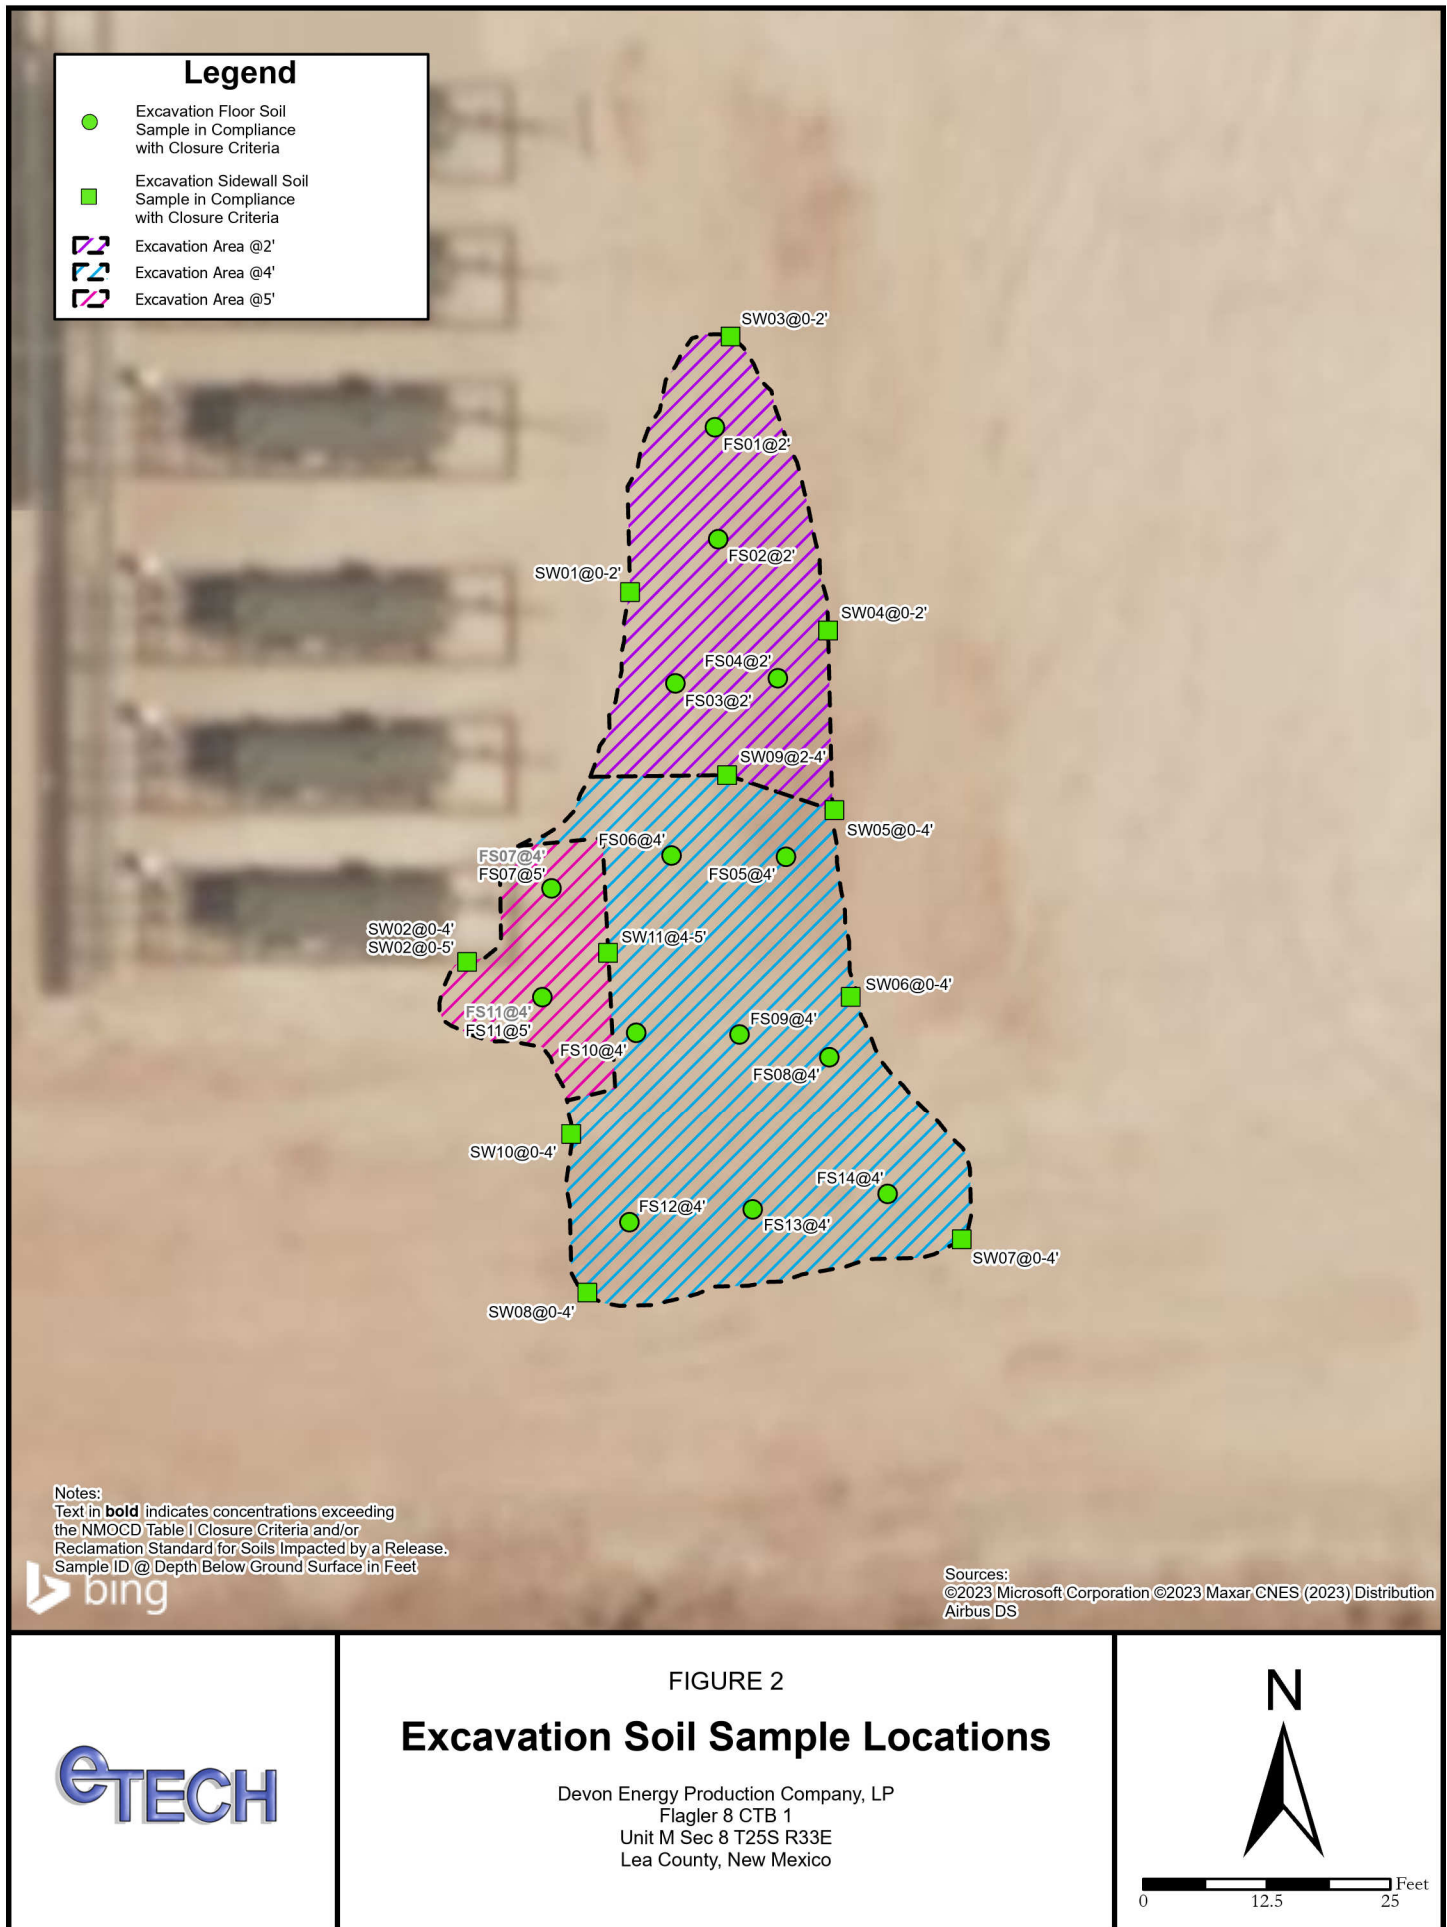 Legend
Excavation Floor Soil
Sample in Compliance
with Closure Criteria
Excavation Sidewall Soil
Sample in Compliance
with Closure Criteria
Excavation Area @2'
Excavation Area @4'
Excavation Area @5'
SW03@0-2'
FS01@2'
FS02@2'
SW01@0-2'
SW04@0-2'
FS04@2'
FS03@2'
SW09@2-4'
SW05@0-4'
FS06@4'
FS07@4'
FS07@5'
FS05@4'
SW02@0-4'
SW02@0-5'
SW11@4-5'
SW06@0-4'
FS11@4'
FS11@5'
FS09@4'
FS10@4'
FS08@4'
SW10@0-4'
FS14@4'
FS12@4'
FS13@4'
SW07@0-4'
SW08@0-4'
Notes:
Text in bold indicates concentrations exceeding
the NMOCD Table I Closure Criteria and/or
Reclamation Standard for Soils Impacted by a Release.
Sample ID @ Depth Below Ground Surface in Feet
bing
Sources:
©2023 Microsoft Corporation ©2023 Maxar CNES (2023) Distribution
Airbus DS
eTECH
FIGURE 2
Excavation Soil Sample Locations
Devon Energy Production Company, LP
Flagler 8 CTB 1
Unit M Sec 8 T25S R33E
Lea County, New Mexico
N
Feet
0 12.5 25